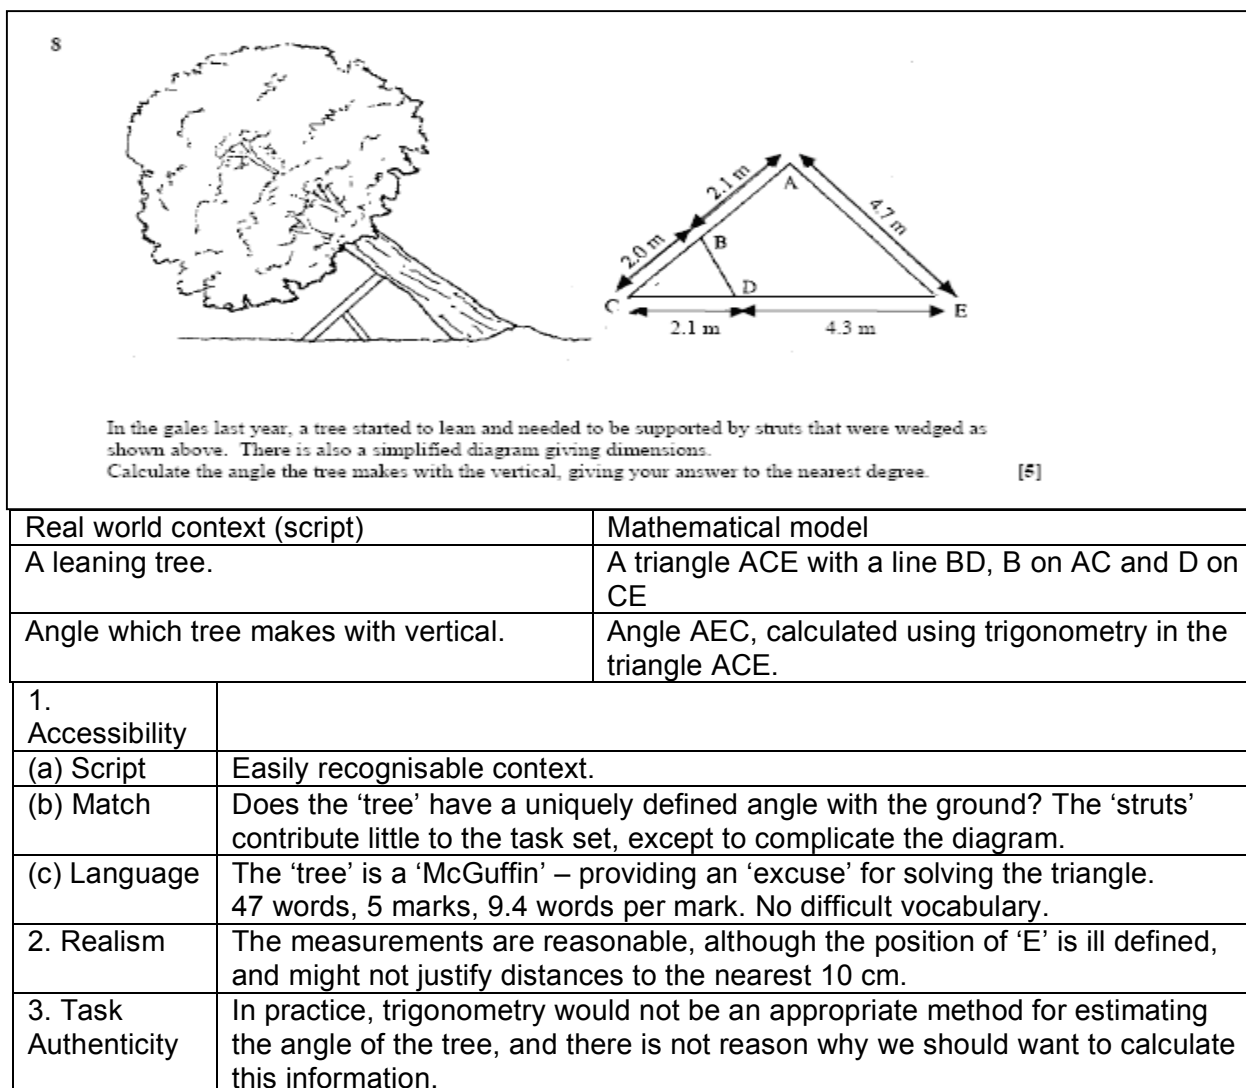 8
2.1 m
A
4.7 m
2.0 m
B
C
D
E
2.1 m
4.3 m
In the gales last year, a tree started to lean and needed to be supported by struts that were wedged as
shown above. There is also a simplified diagram giving dimensions.
Calculate the angle the tree makes with the vertical, giving your answer to the nearest degree. [5]
Real world context (script) Mathematical model
A leaning tree. A triangle ACE with a line BD, B on AC and D on
CE
Angle which tree makes with vertical. Angle AEC, calculated using trigonometry in the
triangle ACE.
1.
Accessibility
(a) Script Easily recognisable context.
(b) Match Does the ‘tree’ have a uniquely defined angle with the ground? The ‘struts’
contribute little to the task set, except to complicate the diagram.
(c) Language The ‘tree’ is a ‘McGuffin’ – providing an ‘excuse’ for solving the triangle.
47 words, 5 marks, 9.4 words per mark. No difficult vocabulary.
2. Realism The measurements are reasonable, although the position of ‘E’ is ill defined,
and might not justify distances to the nearest 10 cm.
3. Task In practice, trigonometry would not be an appropriate method for estimating
Authenticity the angle of the tree, and there is not reason why we should want to calculate
this information.